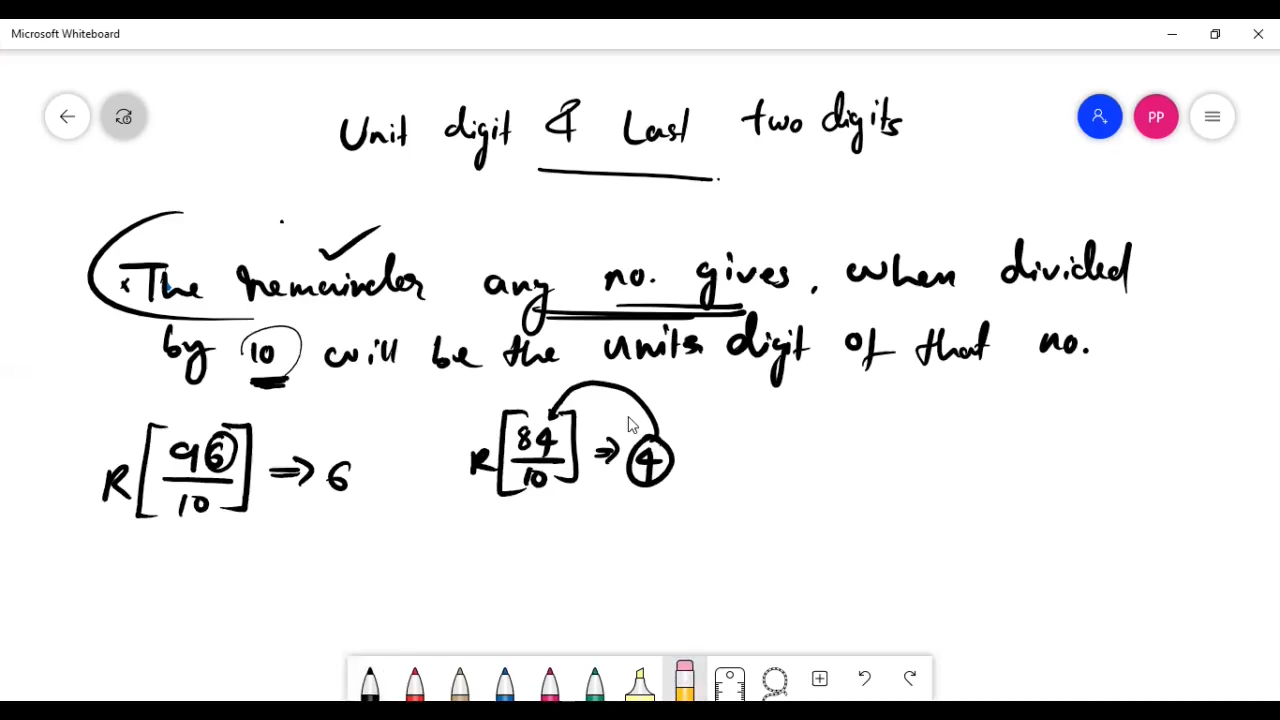 Microsoft Whiteboard
PP
Unit digit & Last two digits
x The remainder any no. gives, when divided
by 10 will be the units digit of that no.
R[96/10] ⇒ 6
R[84/10] ⇒ 4